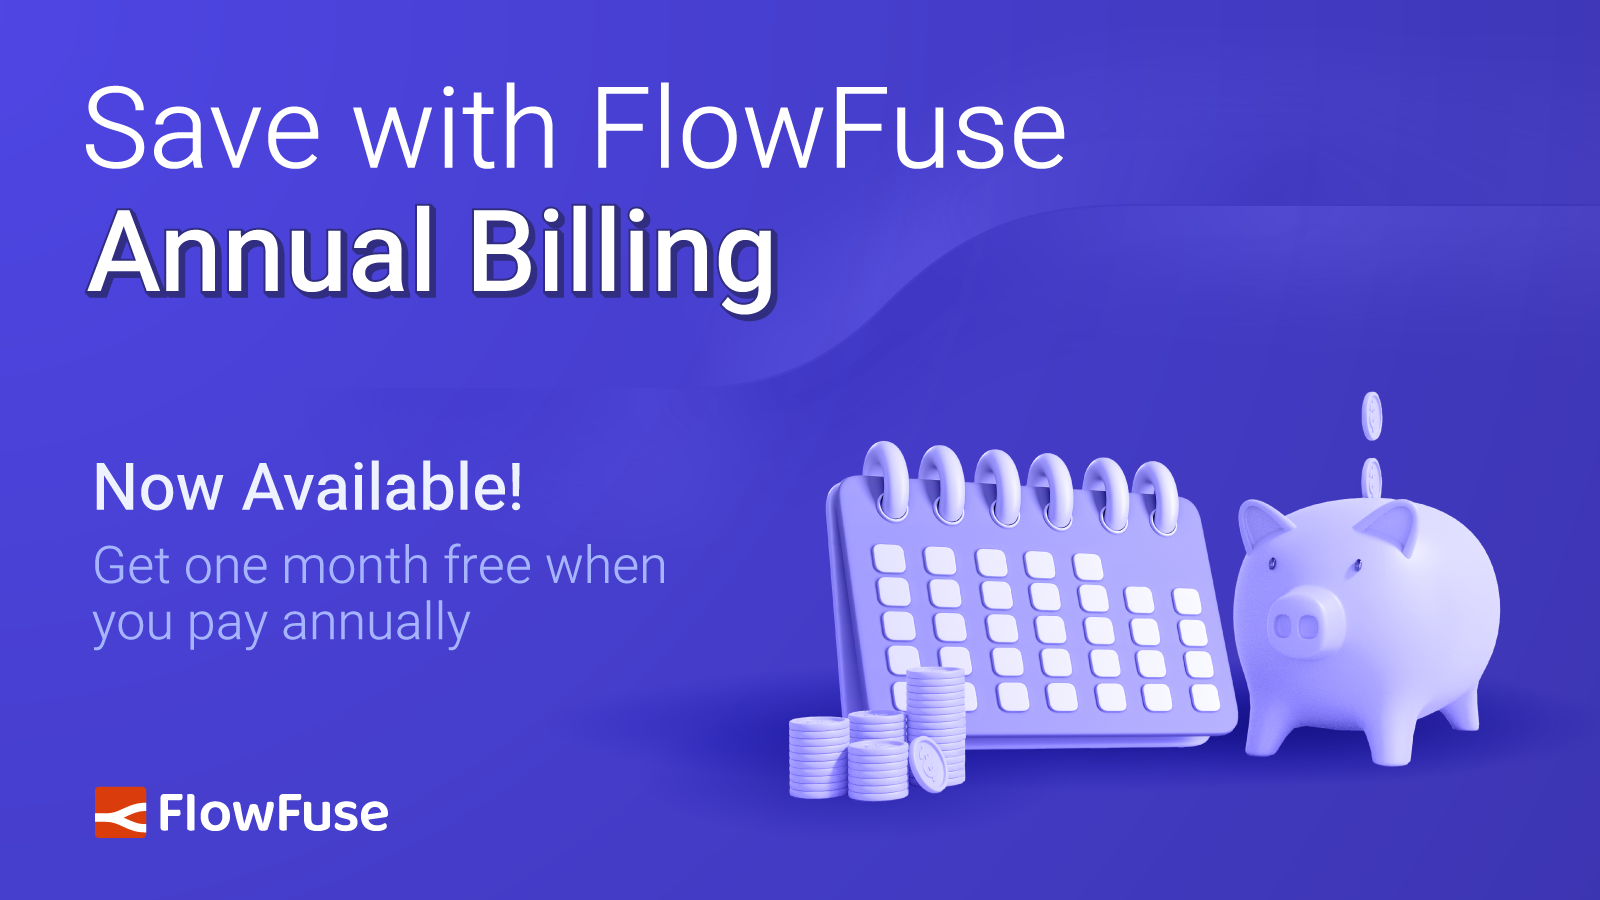 Save with FlowFuse
Annual Billing
Now Available!
Get one month free when
you pay annually
FlowFuse